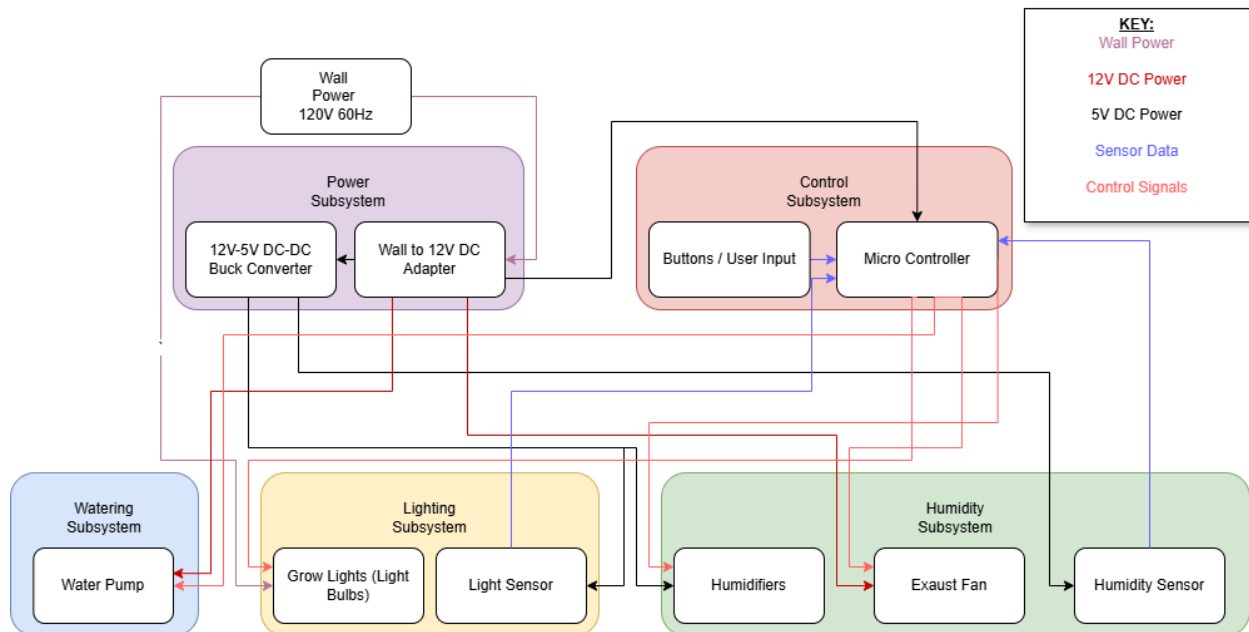 KEY:
Wall Power
12V DC Power
5V DC Power
Sensor Data
Control Signals
Wall
Power
120V 60Hz
Power
Subsystem
12V-5V DC-DC
Buck Converter
Wall to 12V DC
Adapter
Control
Subsystem
Buttons / User Input
Micro Controller
Watering
Subsystem
Water Pump
Lighting
Subsystem
Grow Lights (Light
Bulbs)
Light Sensor
Humidity
Subsystem
Humidifiers
Exaust Fan
Humidity Sensor